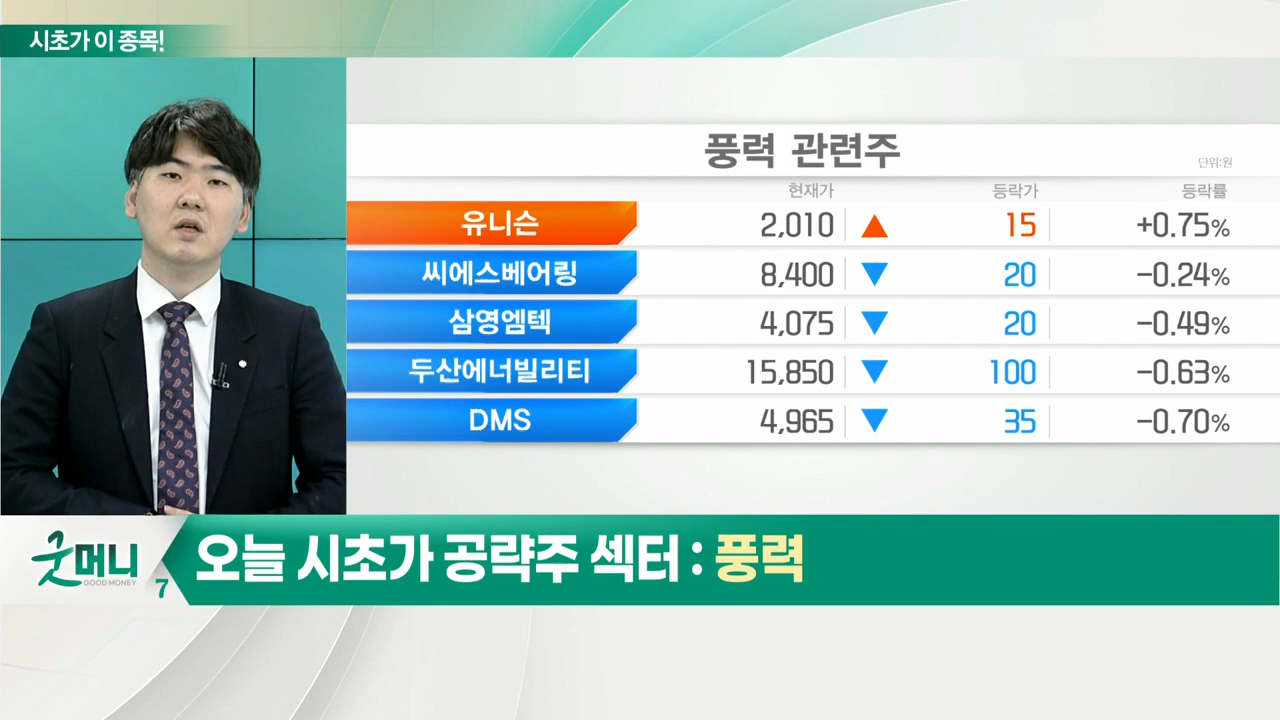 시초가 이 종목!
풍력 관련주
단위:원
현재가 등락가 등락률
유니슨 2,010 ▲ 15 +0.75%
씨에스베어링 8,400 ▼ 20 -0.24%
삼영엠텍 4,075 ▼ 20 -0.49%
두산에너빌리티 15,850 ▼ 100 -0.63%
DMS 4,965 ▼ 35 -0.70%
굿머니
GOOD MONEY
7
오늘 시초가 공략주 섹터 : 풍력